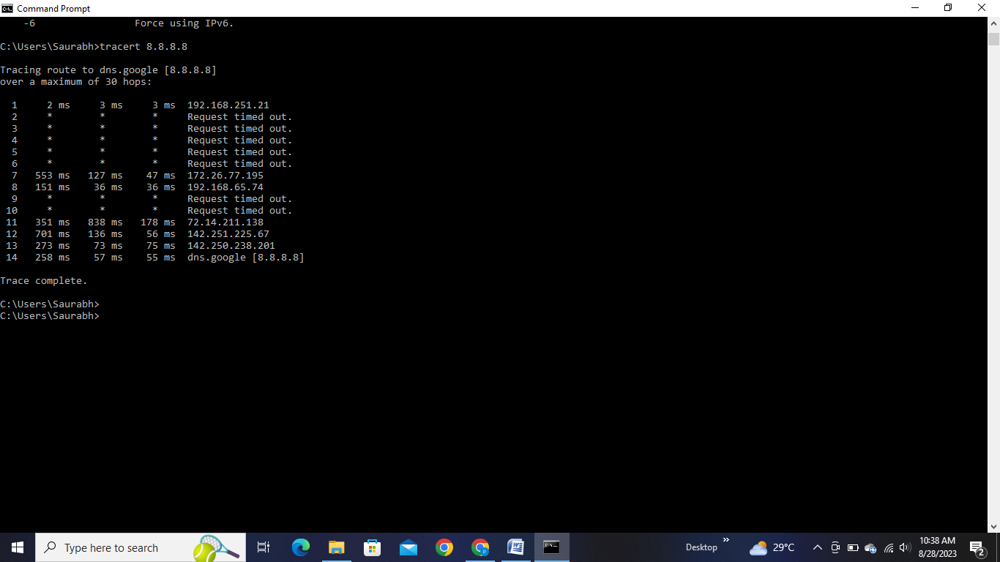 Command Prompt
-6 Force using IPv6.
C:\Users\Saurabh>tracert 8.8.8.8
Tracing route to dns.google [8.8.8.8]
over a maximum of 30 hops:
1 2 ms 3 ms 3 ms 192.168.251.21
2 * * * Request timed out.
3 * * * Request timed out.
4 * * * Request timed out.
5 * * * Request timed out.
6 * * * Request timed out.
7 553 ms 127 ms 47 ms 172.26.77.195
8 151 ms 36 ms 36 ms 192.168.65.74
9 * * * Request timed out.
10 * * * Request timed out.
11 351 ms 838 ms 178 ms 72.14.211.138
12 701 ms 136 ms 56 ms 142.251.225.67
13 273 ms 73 ms 75 ms 142.250.238.201
14 258 ms 57 ms 55 ms dns.google [8.8.8.8]
Trace complete.
C:\Users\Saurabh>
C:\Users\Saurabh>
Type here to search
Desktop
29°C
10:38 AM
8/28/2023
2